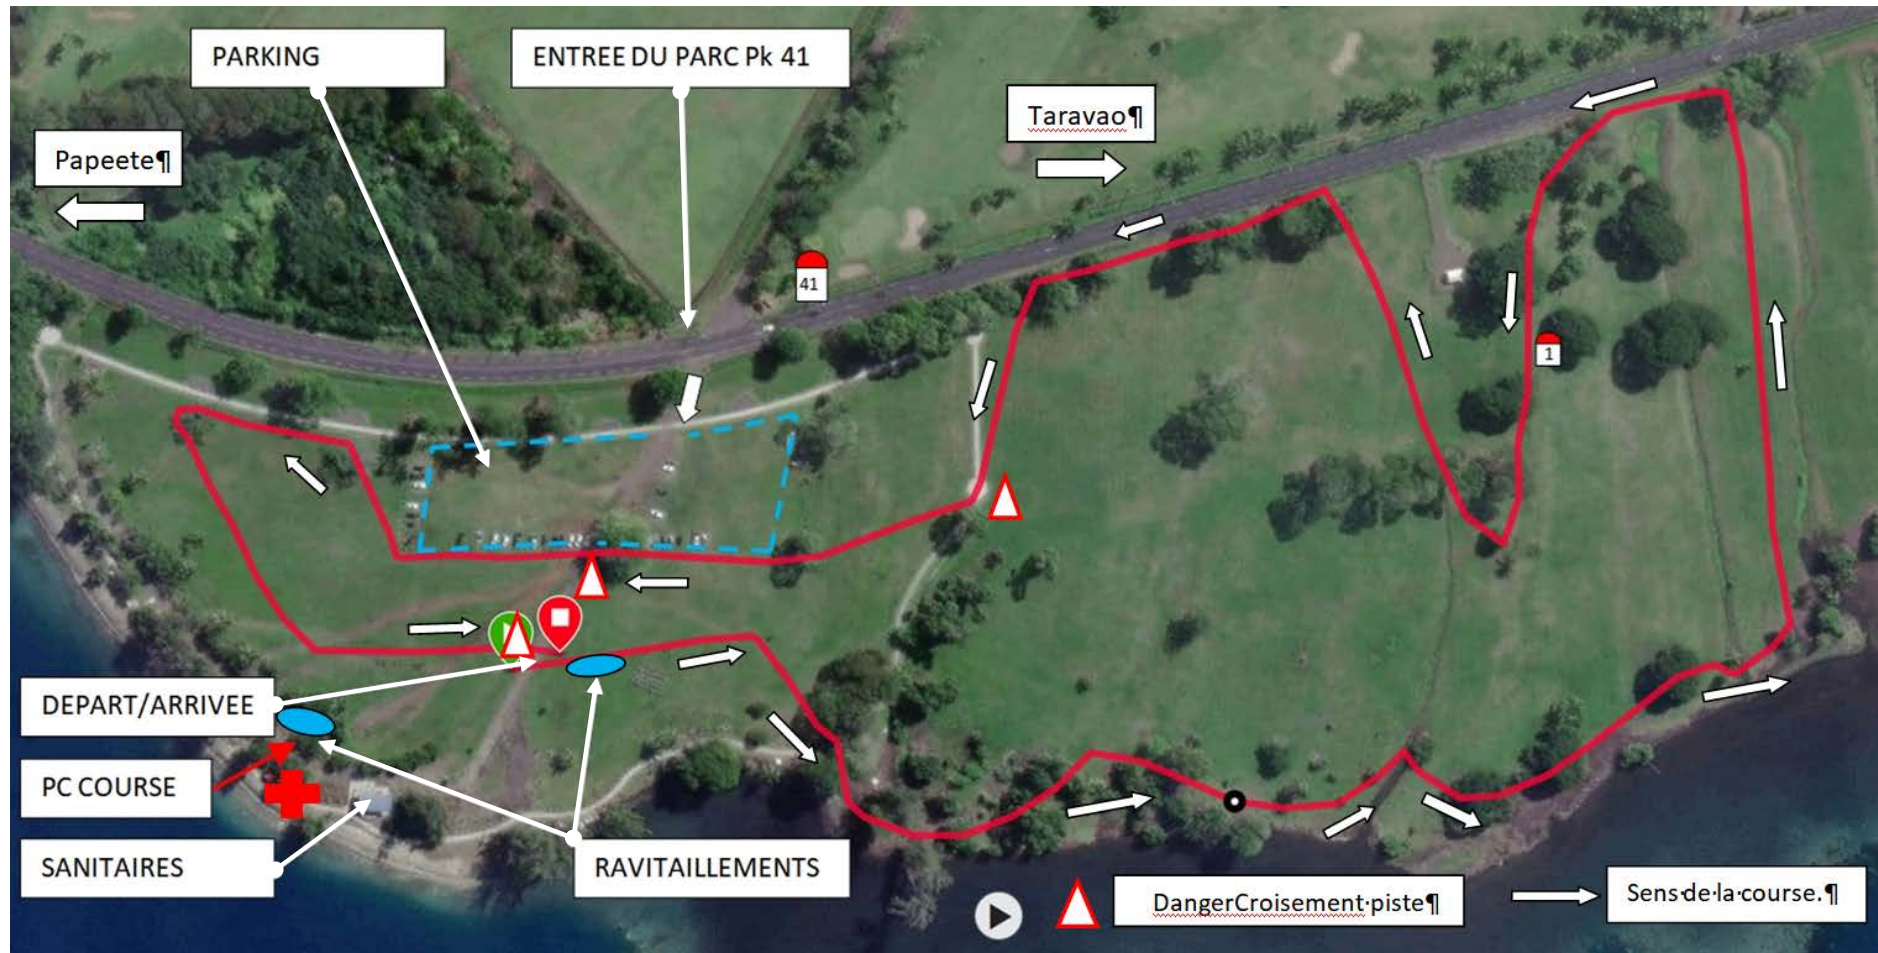 PARKING
ENTREE DU PARC Pk 41
Taravao¶
Papeete¶
41
1
DEPART/ARRIVEE
PC COURSE
SANITAIRES
RAVITAILLEMENTS
DangerCroisement·piste¶
Sens·de·la·course.¶